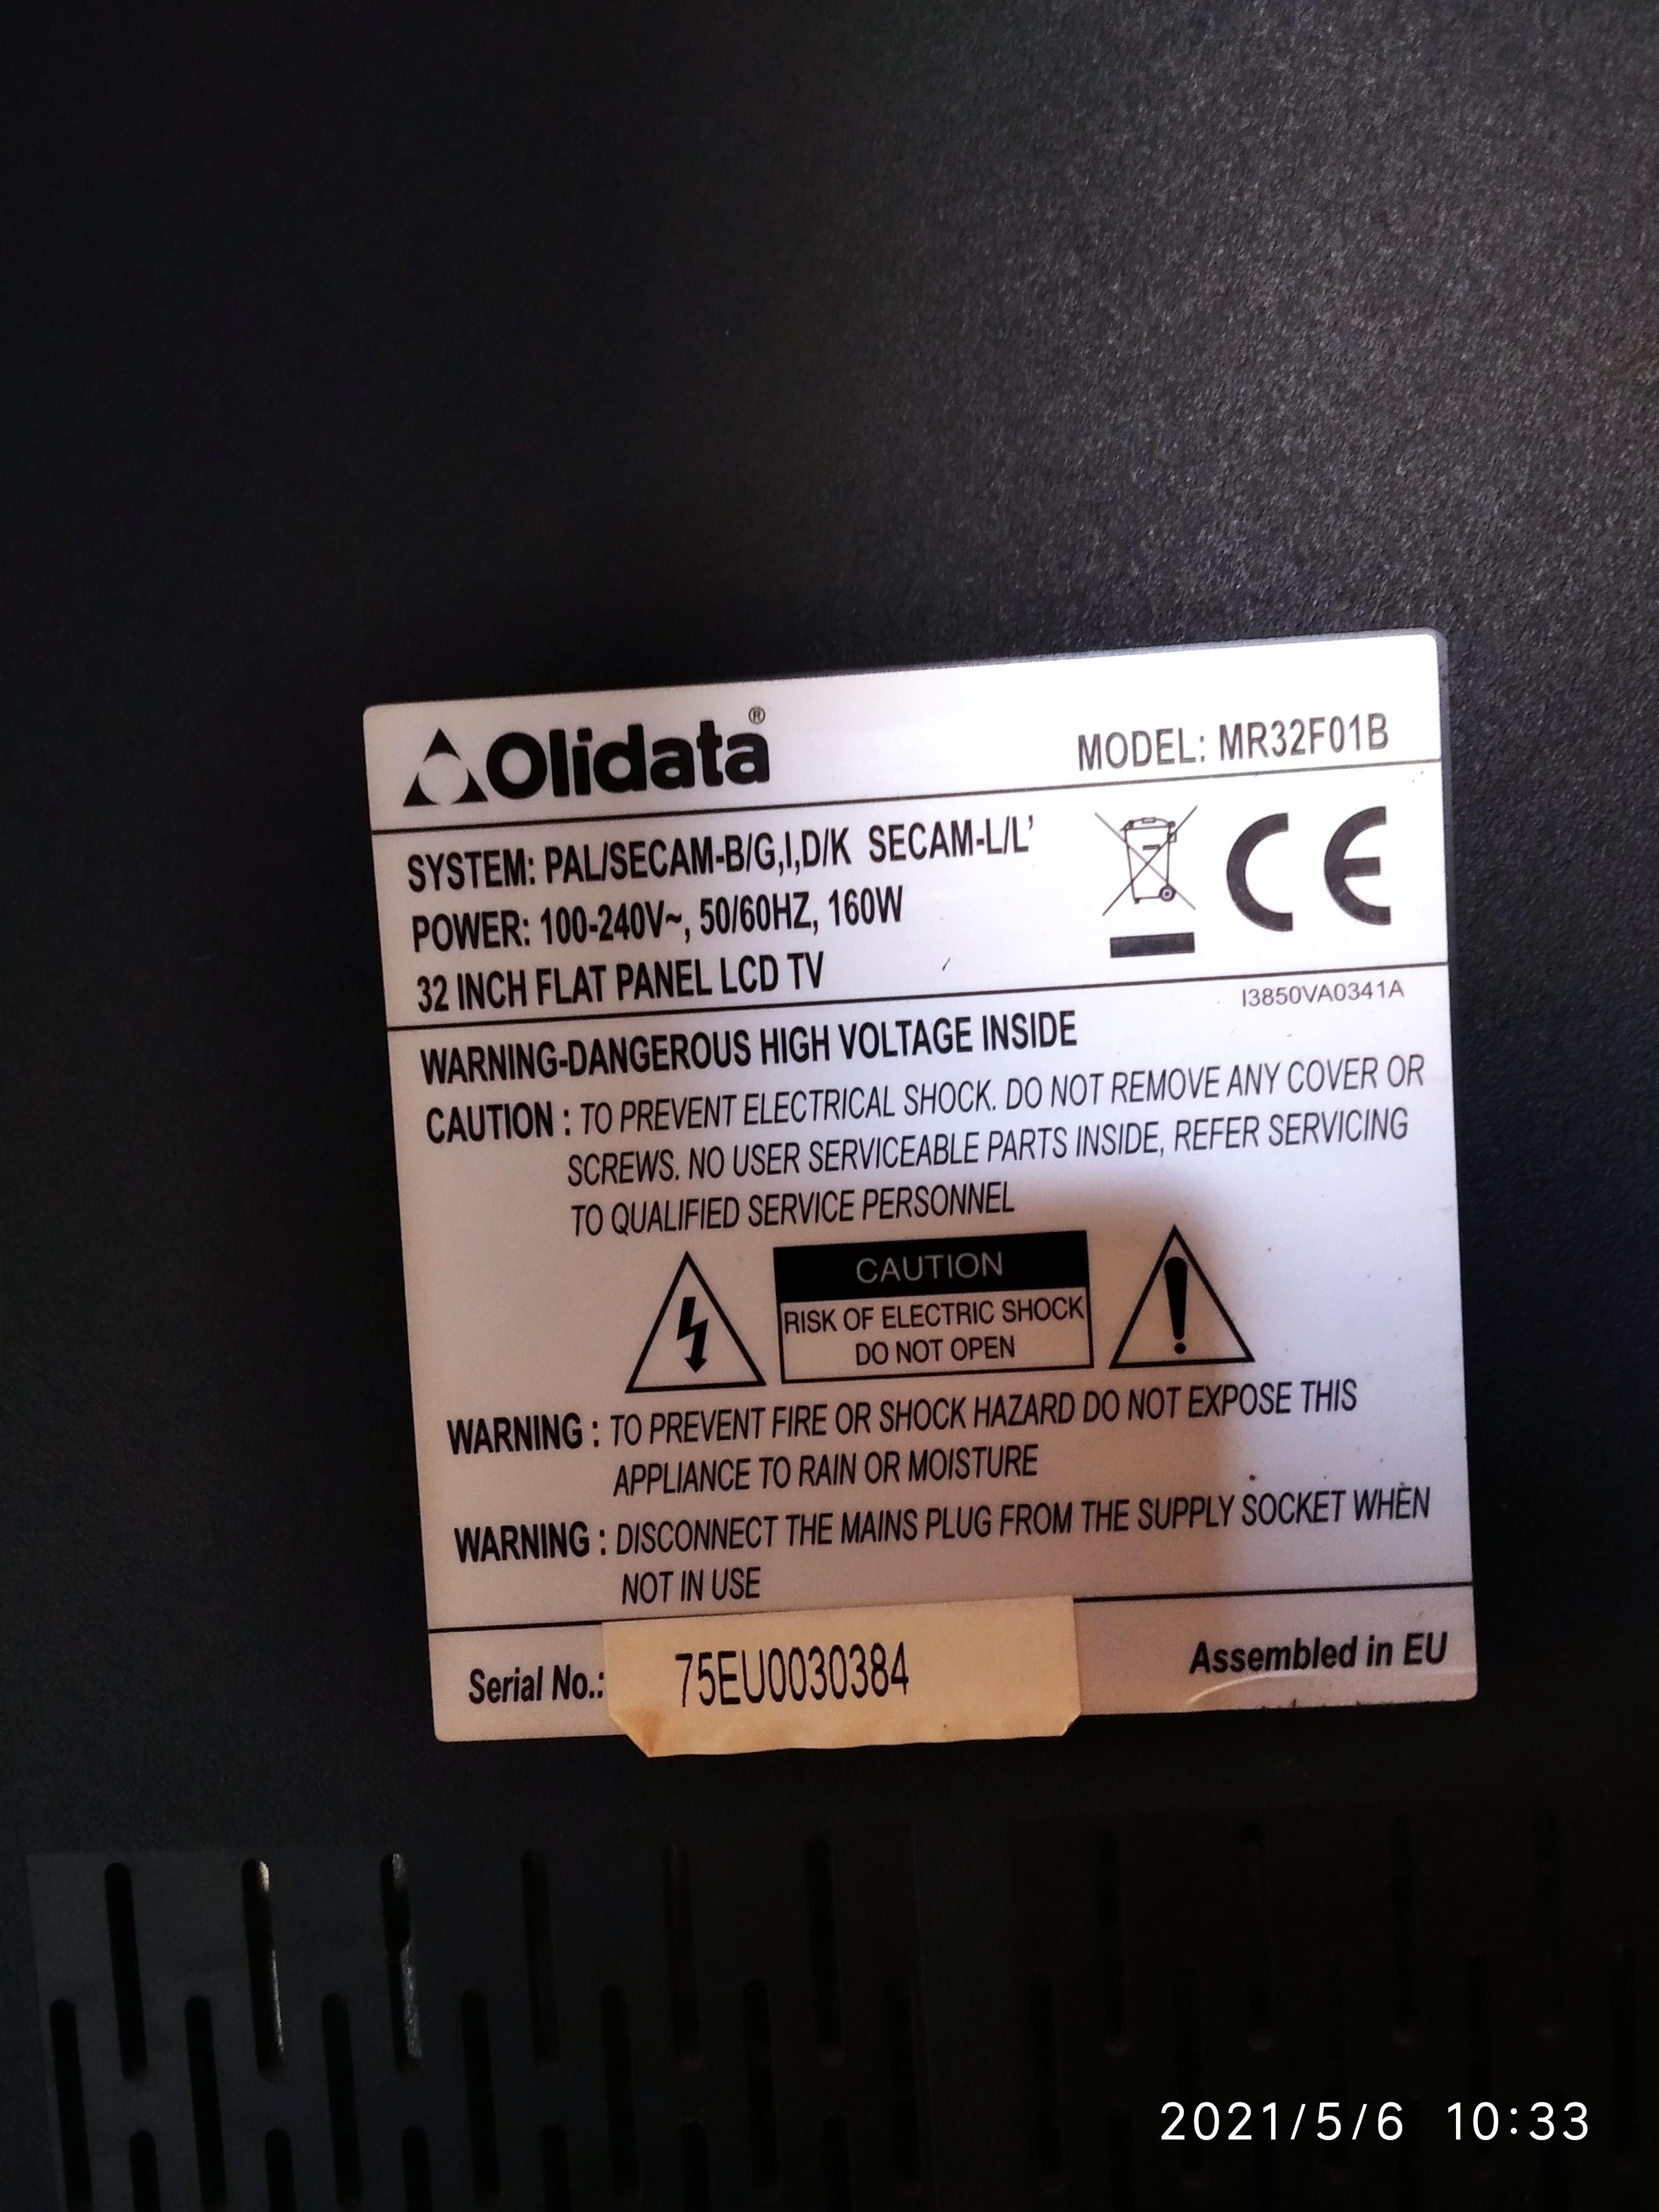 Olidata®
MODEL: MR32F01B
SYSTEM: PAL/SECAM-B/G,I,D/K SECAM-L/L'
POWER: 100-240V~, 50/60HZ, 160W
32 INCH FLAT PANEL LCD TV
CE
I3850VA0341A
WARNING-DANGEROUS HIGH VOLTAGE INSIDE
CAUTION : TO PREVENT ELECTRICAL SHOCK. DO NOT REMOVE ANY COVER OR
SCREWS. NO USER SERVICEABLE PARTS INSIDE, REFER SERVICING
TO QUALIFIED SERVICE PERSONNEL
CAUTION
RISK OF ELECTRIC SHOCK
DO NOT OPEN
WARNING : TO PREVENT FIRE OR SHOCK HAZARD DO NOT EXPOSE THIS
APPLIANCE TO RAIN OR MOISTURE
WARNING : DISCONNECT THE MAINS PLUG FROM THE SUPPLY SOCKET WHEN
NOT IN USE
Serial No.: 75EU0030384
Assembled in EU
2021/5/6 10:33